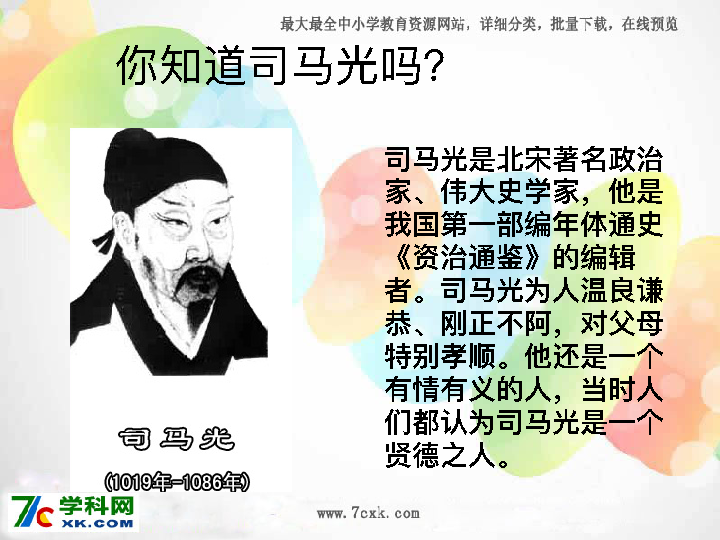 最大最全中小学教育资源网站，详细分类，批量下载，在线预览
你知道司马光吗？
司马光是北宋著名政治
家、伟大史学家，他是
我国第一部编年体通史
《资治通鉴》的编辑
者。司马光为人温良谦
恭、刚正不阿，对父母
特别孝顺。他还是一个
有情有义的人，当时人
们都认为司马光是一个
贤德之人。
司马光
(1019年-1086年)
7c 学科网
XK.COM
www.7cxk.com